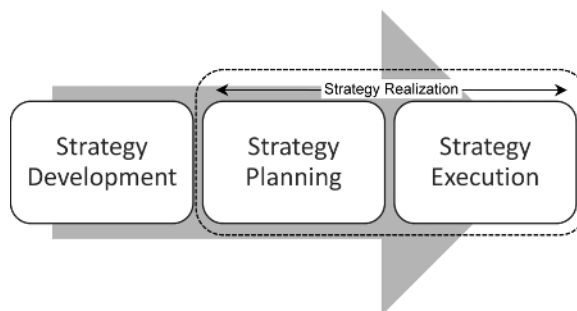 Strategy Realization
Strategy
Development
Strategy
Planning
Strategy
Execution